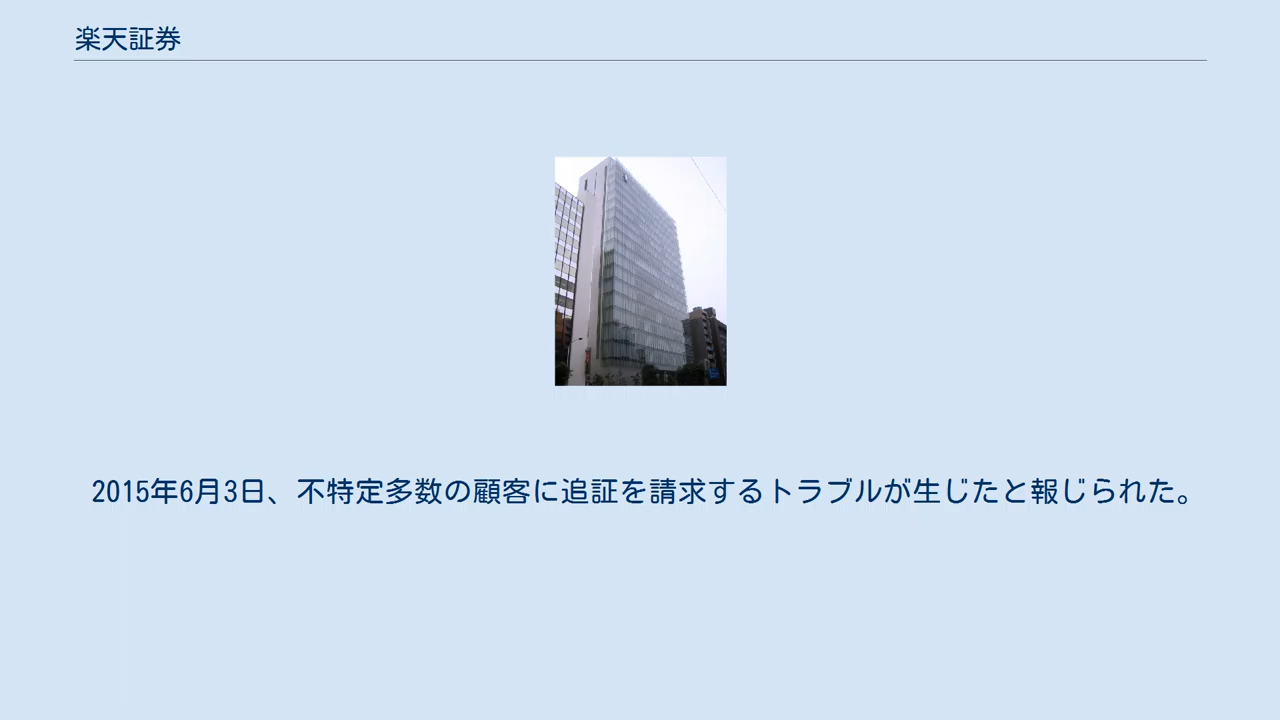 楽天証券
2015年6月3日、不特定多数の顧客に追証を請求するトラブルが生じたと報じられた。